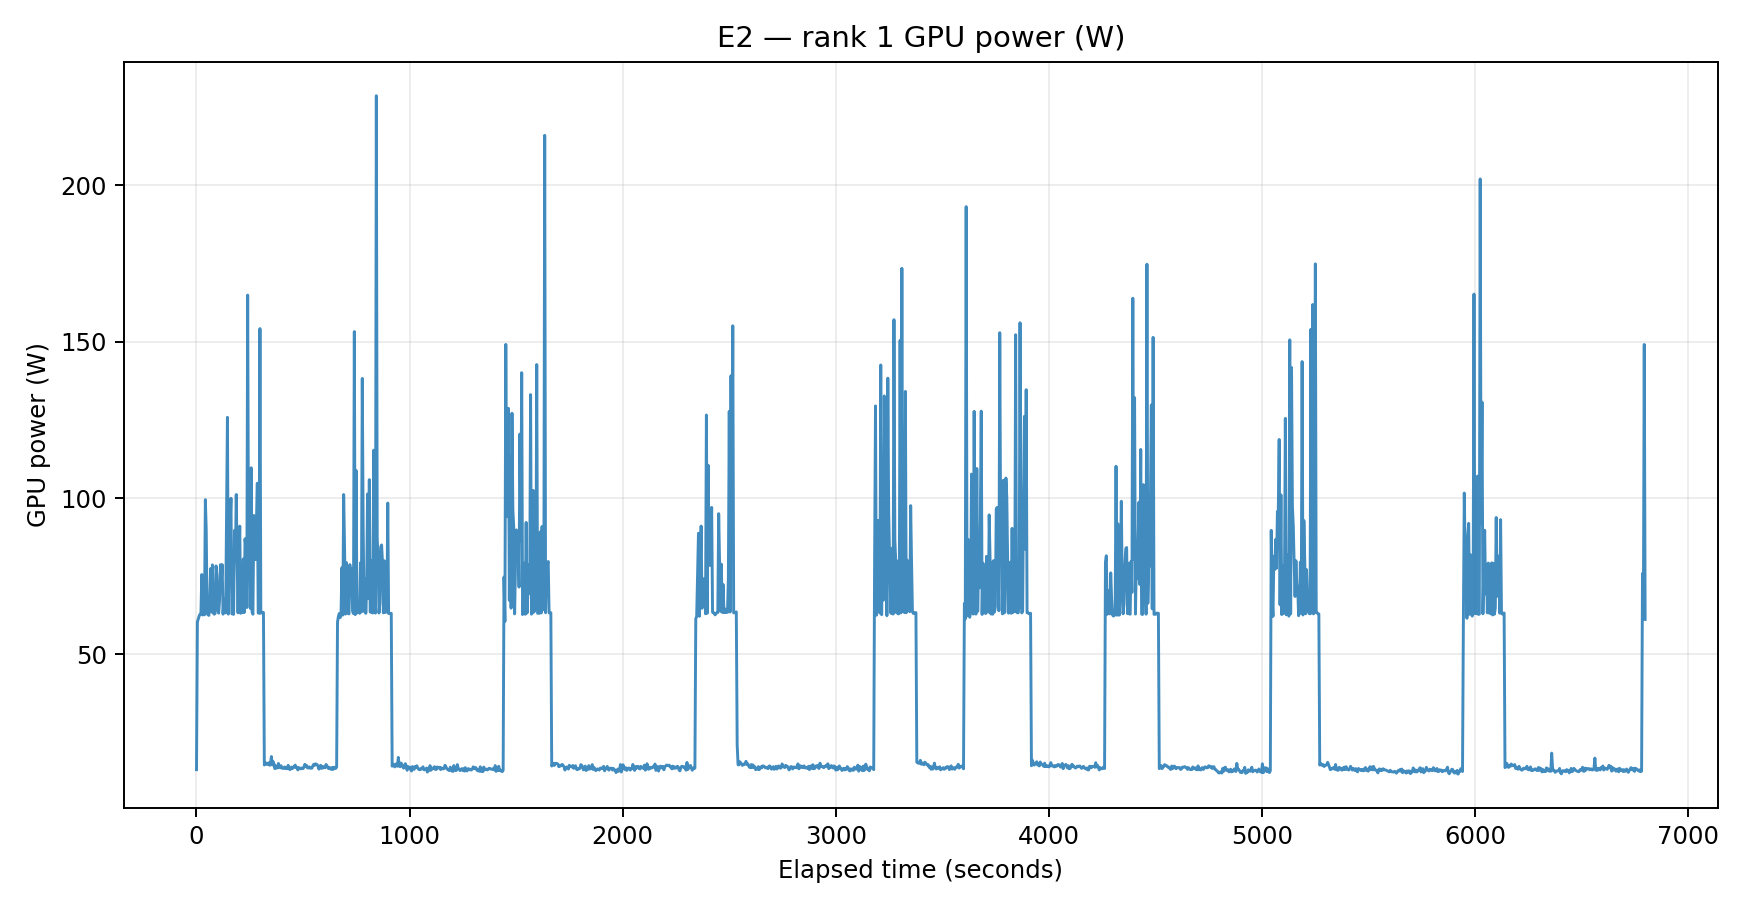 E2 — rank 1 GPU power (W)
GPU power (W)
200
150
100
50
0 1000 2000 3000 4000 5000 6000 7000
Elapsed time (seconds)